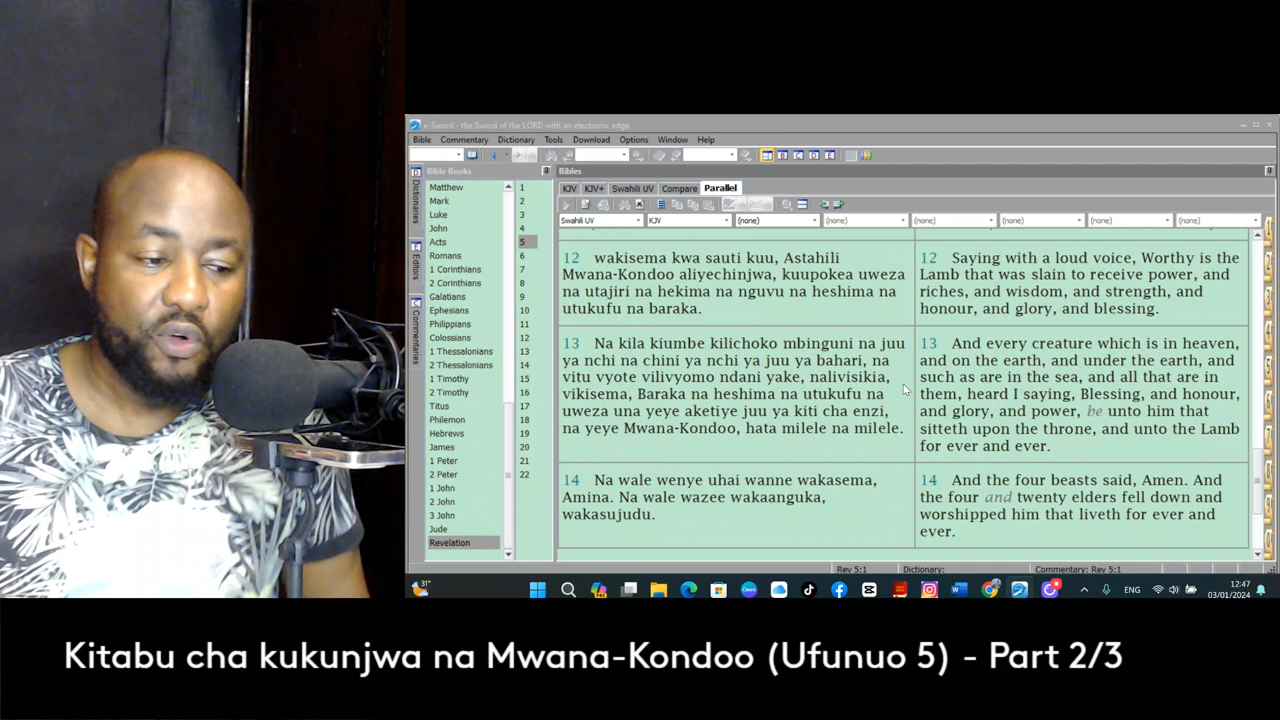 e-Sword - the Sword of the LORD with an electronic edge
Bible Commentary Dictionary Tools Download Options Window Help
Bible Books
Bibles
KJV KJV+ Swahili UV Compare Parallel
Swahili UV KJV (none) (none) (none) (none) (none) (none)
Dictionaries
Editors
Commentaries
Matthew
Mark
Luke
John
Acts
Romans
1 Corinthians
2 Corinthians
Galatians
Ephesians
Philippians
Colossians
1 Thessalonians
2 Thessalonians
1 Timothy
2 Timothy
Titus
Philemon
Hebrews
James
1 Peter
2 Peter
1 John
2 John
3 John
Jude
Revelation
1
2
3
4
5
6
7
8
9
10
11
12
13
14
15
16
17
18
19
20
21
22
12 wakisema kwa sauti kuu, Astahili
Mwana-Kondoo aliyechinjwa, kuupokea uweza
na utajiri na hekima na nguvu na heshima na
utukufu na baraka.
12 Saying with a loud voice, Worthy is the
Lamb that was slain to receive power, and
riches, and wisdom, and strength, and
honour, and glory, and blessing.
13 Na kila kiumbe kilichoko mbinguni na juu
ya nchi na chini ya nchi ya juu ya bahari, na
vitu vyote vilivyomo ndani yake, nalivisikia,
vikisema, Baraka na heshima na utukufu na
uweza una yeye aketiye juu ya kiti cha enzi,
na yeye Mwana-Kondoo, hata milele na milele.
13 And every creature which is in heaven,
and on the earth, and under the earth, and
such as are in the sea, and all that are in
them, heard I saying, Blessing, and honour,
and glory, and power, be unto him that
sitteth upon the throne, and unto the Lamb
for ever and ever.
14 Na wale wenye uhai wanne wakasema,
Amina. Na wale wazee wakaanguka,
wakasujudu.
14 And the four beasts said, Amen. And
the four and twenty elders fell down and
worshipped him that liveth for ever and
ever.
Rev 5:1 Dictionary: Commentary: Rev 5:1
31°
ENG
12:47
03/01/2024
Kitabu cha kukunjwa na Mwana-Kondoo (Ufunuo 5) - Part 2/3